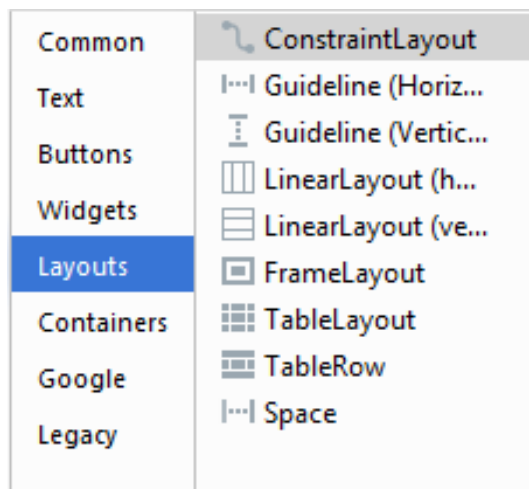 Common
Text
Buttons
Widgets
Layouts
Containers
Google
Legacy
ConstraintLayout
Guideline (Horiz...
Guideline (Vertic...
LinearLayout (h...
LinearLayout (ve...
FrameLayout
TableLayout
TableRow
Space